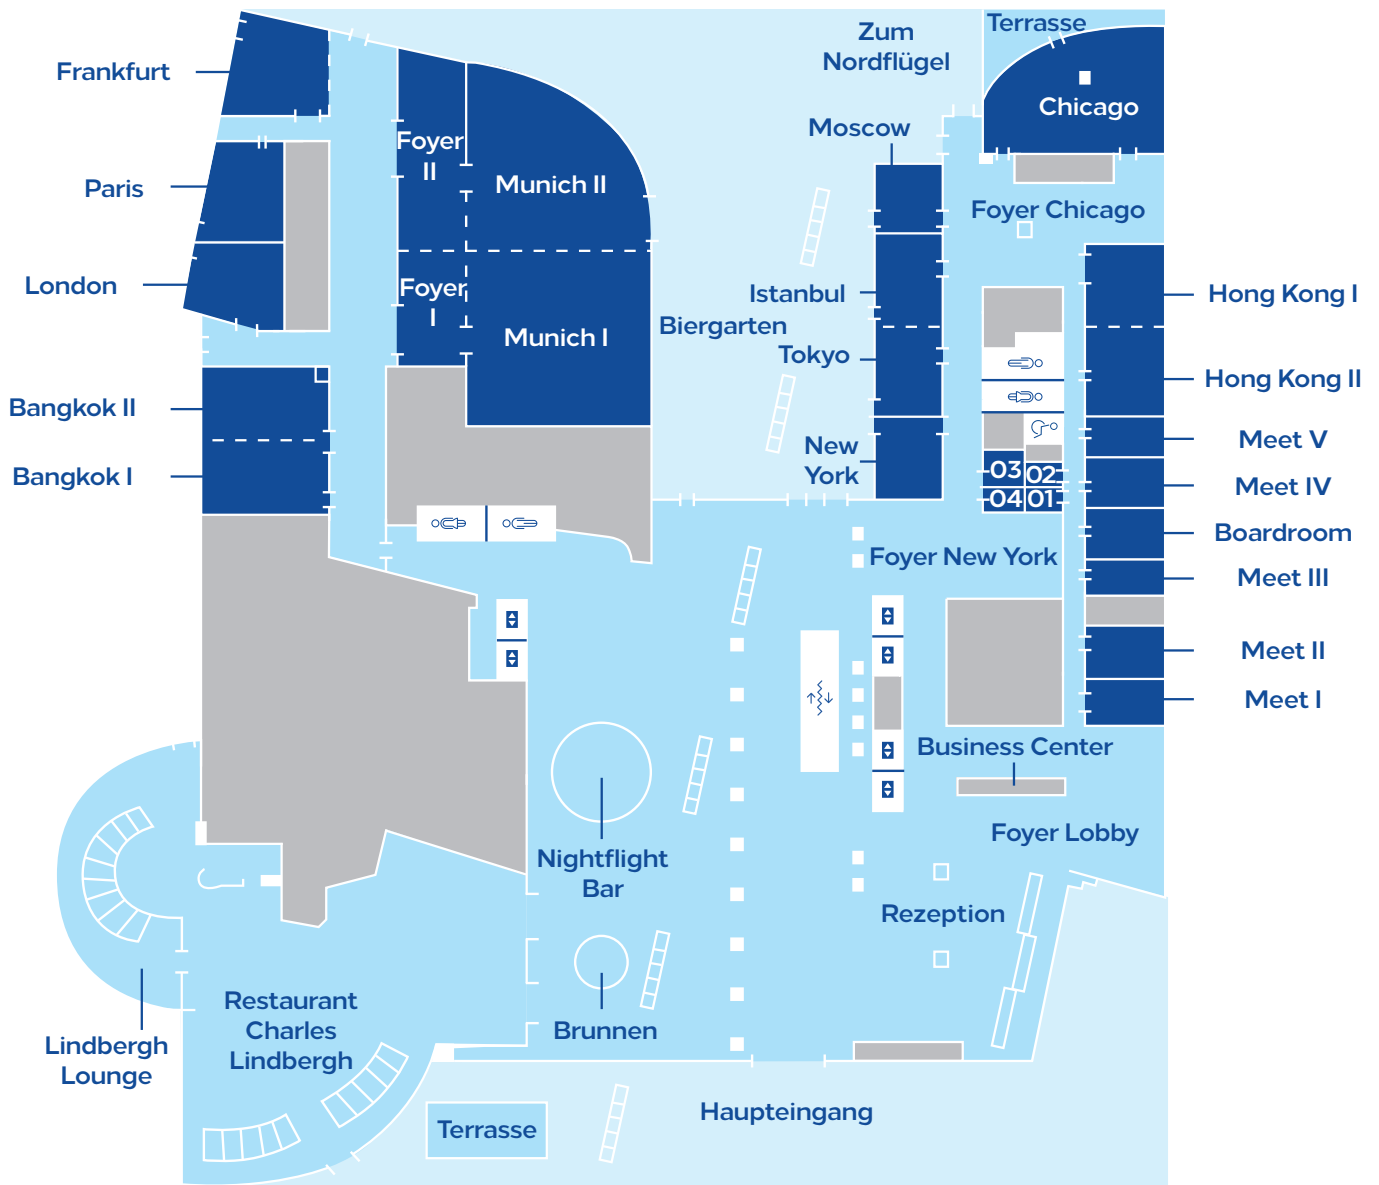 Terrasse
Zum
Nordflügel
Frankfurt
Chicago
Moscow
Foyer
II
Munich II
Paris
Foyer Chicago
London
Foyer
I
Istanbul
Hong Kong I
Biergarten
Munich I
Tokyo
Hong Kong II
Bangkok II
Meet V
New
York
Bangkok I
03
02
04
01
Meet IV
Boardroom
Foyer New York
Meet III
Meet II
Meet I
Business Center
Foyer Lobby
Nightflight
Bar
Rezeption
Restaurant
Charles
Lindbergh
Brunnen
Lindbergh
Lounge
Haupteingang
Terrasse